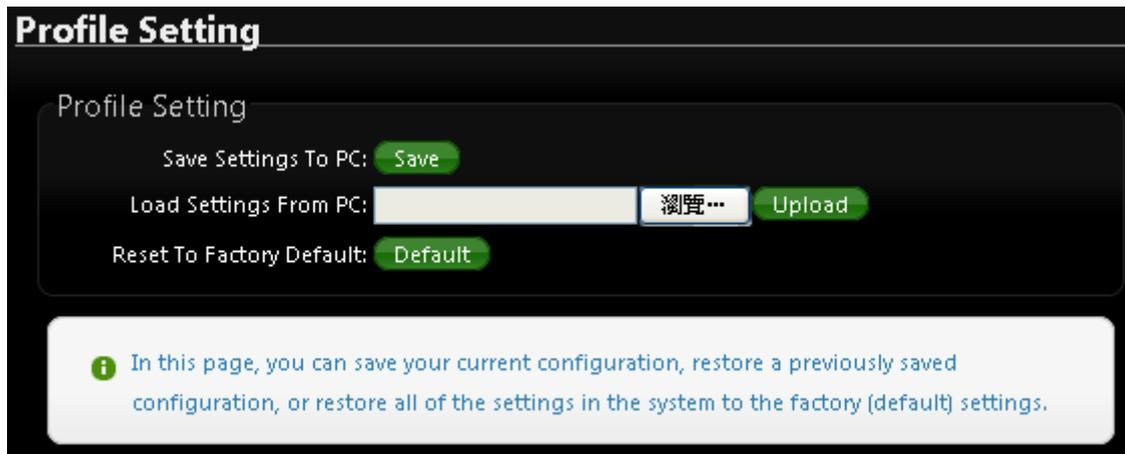 Profile Setting
Profile Setting
Save Settings To PC: Save
Load Settings From PC: 瀏覽... Upload
Reset To Factory Default: Default
In this page, you can save your current configuration, restore a previously saved
configuration, or restore all of the settings in the system to the factory (default) settings.